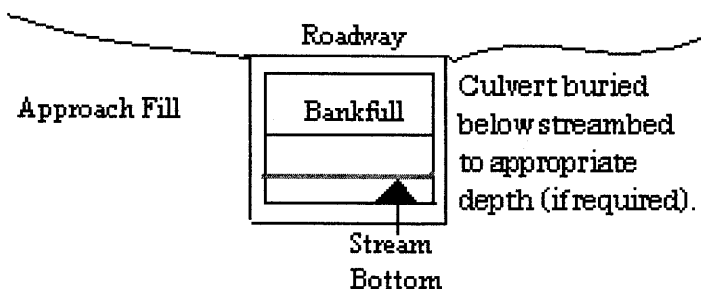 Roadway
Approach Fill
Bankfull
Culvert buried
below streambed
to appropriate
depth (if required).
Stream
Bottom